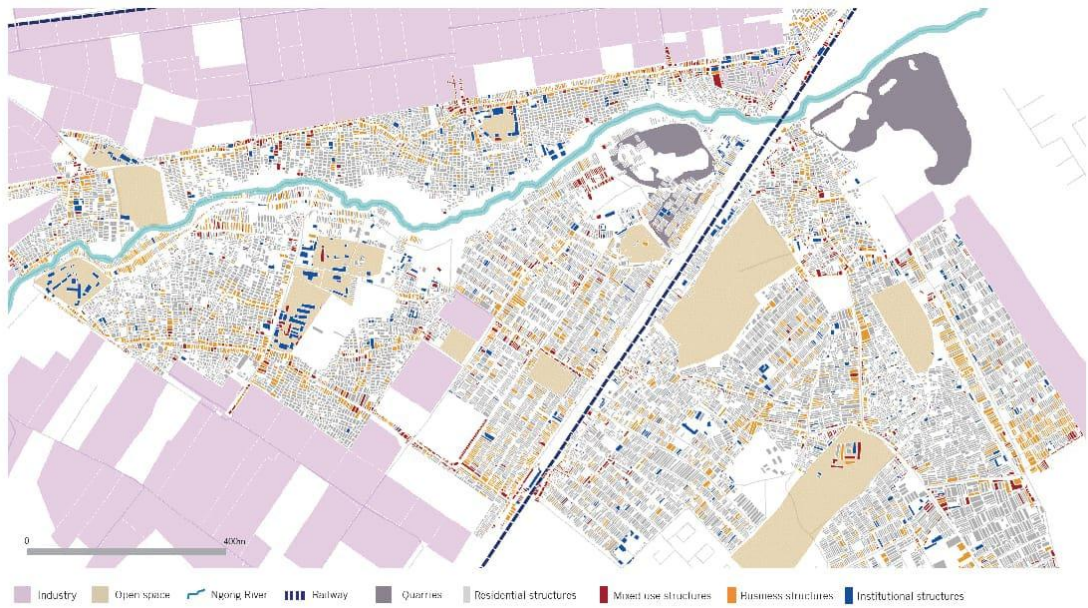 0 400m
Industry Open space Ngong River Railway Quarries Residential structures Mixed use structures Business structures Institutional structures